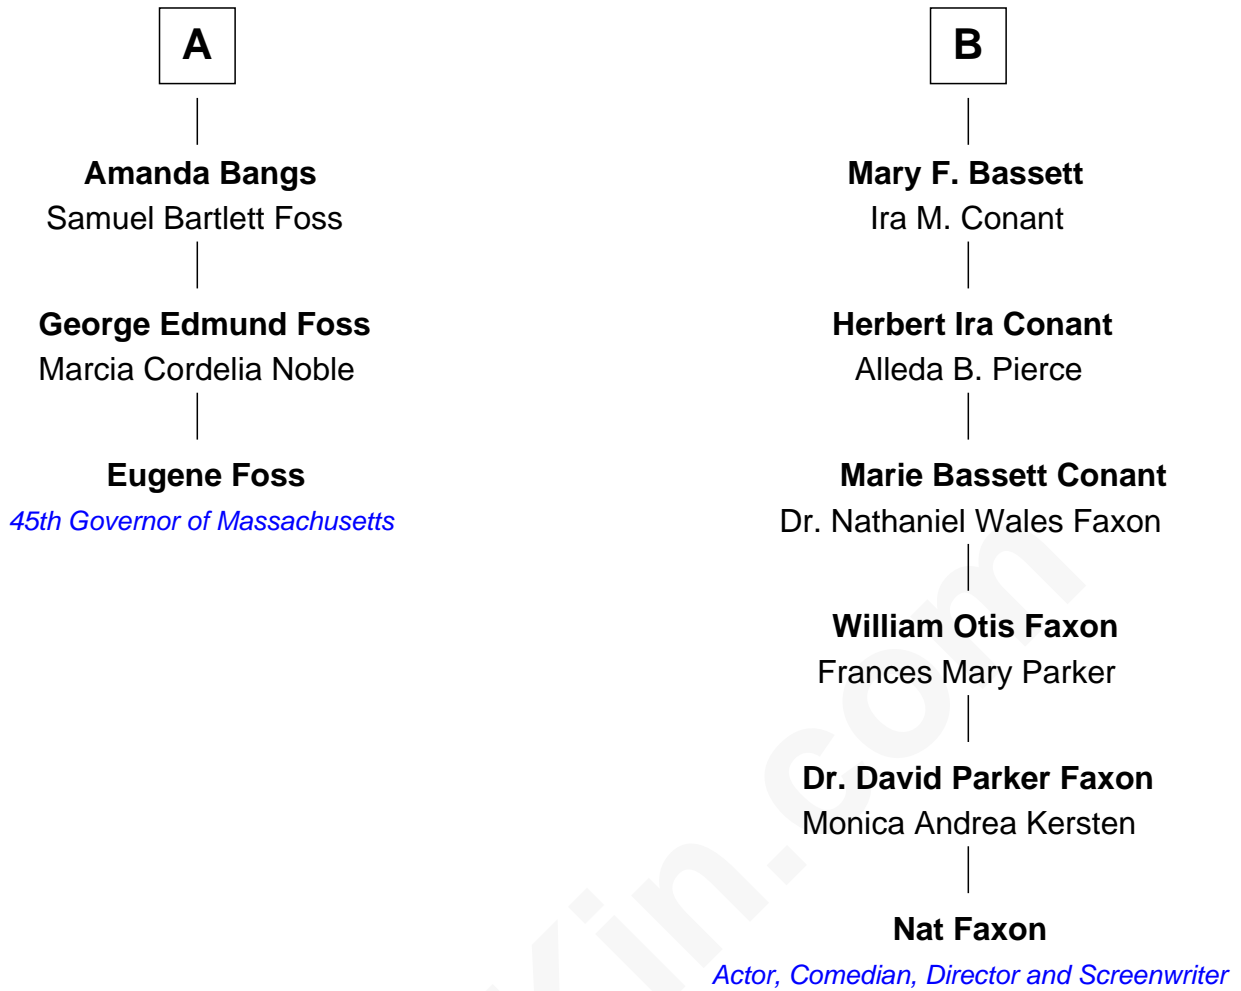 A
Amanda Bangs
Samuel Bartlett Foss
George Edmund Foss
Marcia Cordelia Noble
Eugene Foss
45th Governor of Massachusetts
B
Mary F. Bassett
Ira M. Conant
Herbert Ira Conant
Alleda B. Pierce
Marie Bassett Conant
Dr. Nathaniel Wales Faxon
William Otis Faxon
Frances Mary Parker
Dr. David Parker Faxon
Monica Andrea Kersten
Nat Faxon
Actor, Comedian, Director and Screenwriter
Kin.com